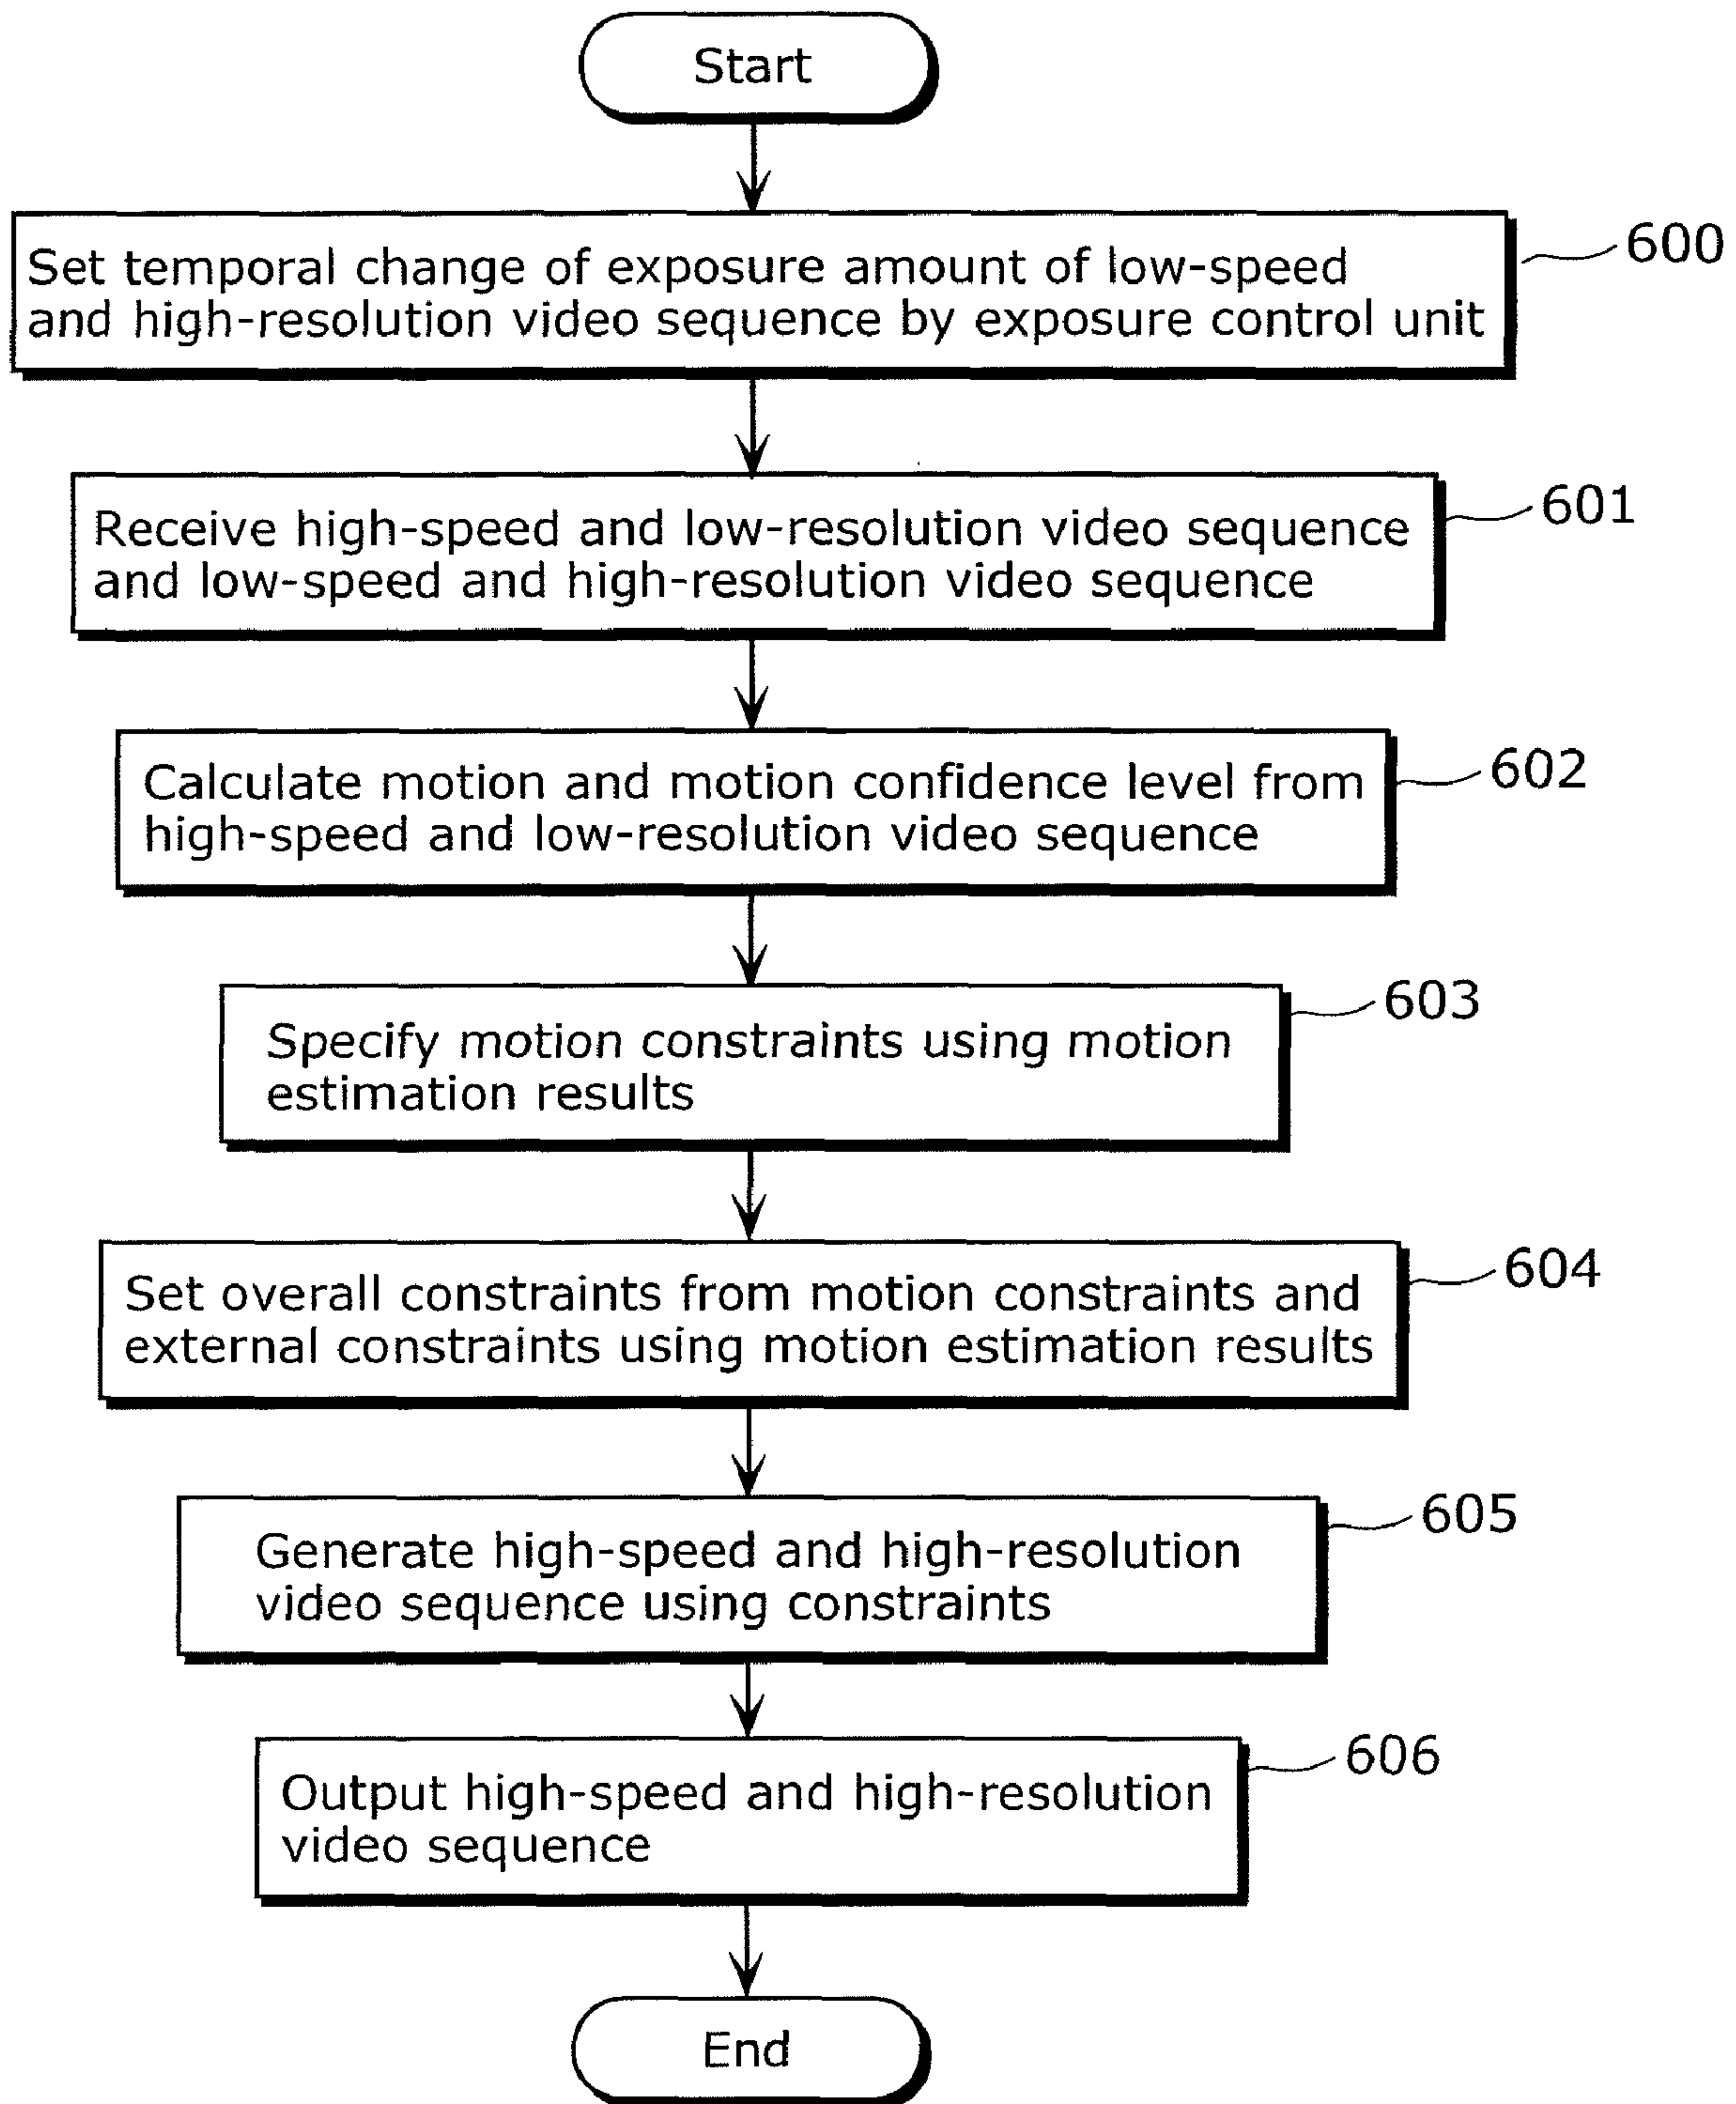 Start
Set temporal change of exposure amount of low-speed
and high-resolution video sequence by exposure control unit
600
Receive high-speed and low-resolution video sequence
and low-speed and high-resolution video sequence
601
Calculate motion and motion confidence level from
high-speed and low-resolution video sequence
602
Specify motion constraints using motion
estimation results
603
Set overall constraints from motion constraints and
external constraints using motion estimation results
604
Generate high-speed and high-resolution
video sequence using constraints
605
Output high-speed and high-resolution
video sequence
606
End